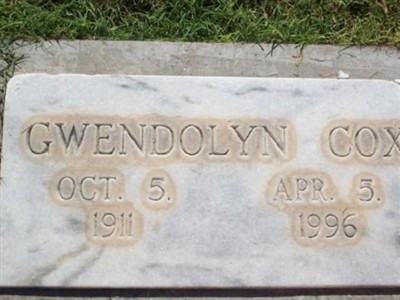 GWENDOLYN COX
OCT. 5. APR. 5.
1911 1996